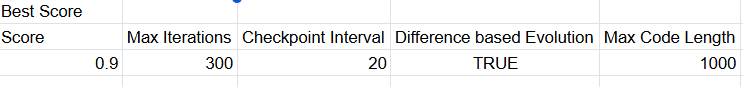 Best Score
Score Max Iterations Checkpoint Interval Difference based Evolution Max Code Length
0.9 300 20 TRUE 1000